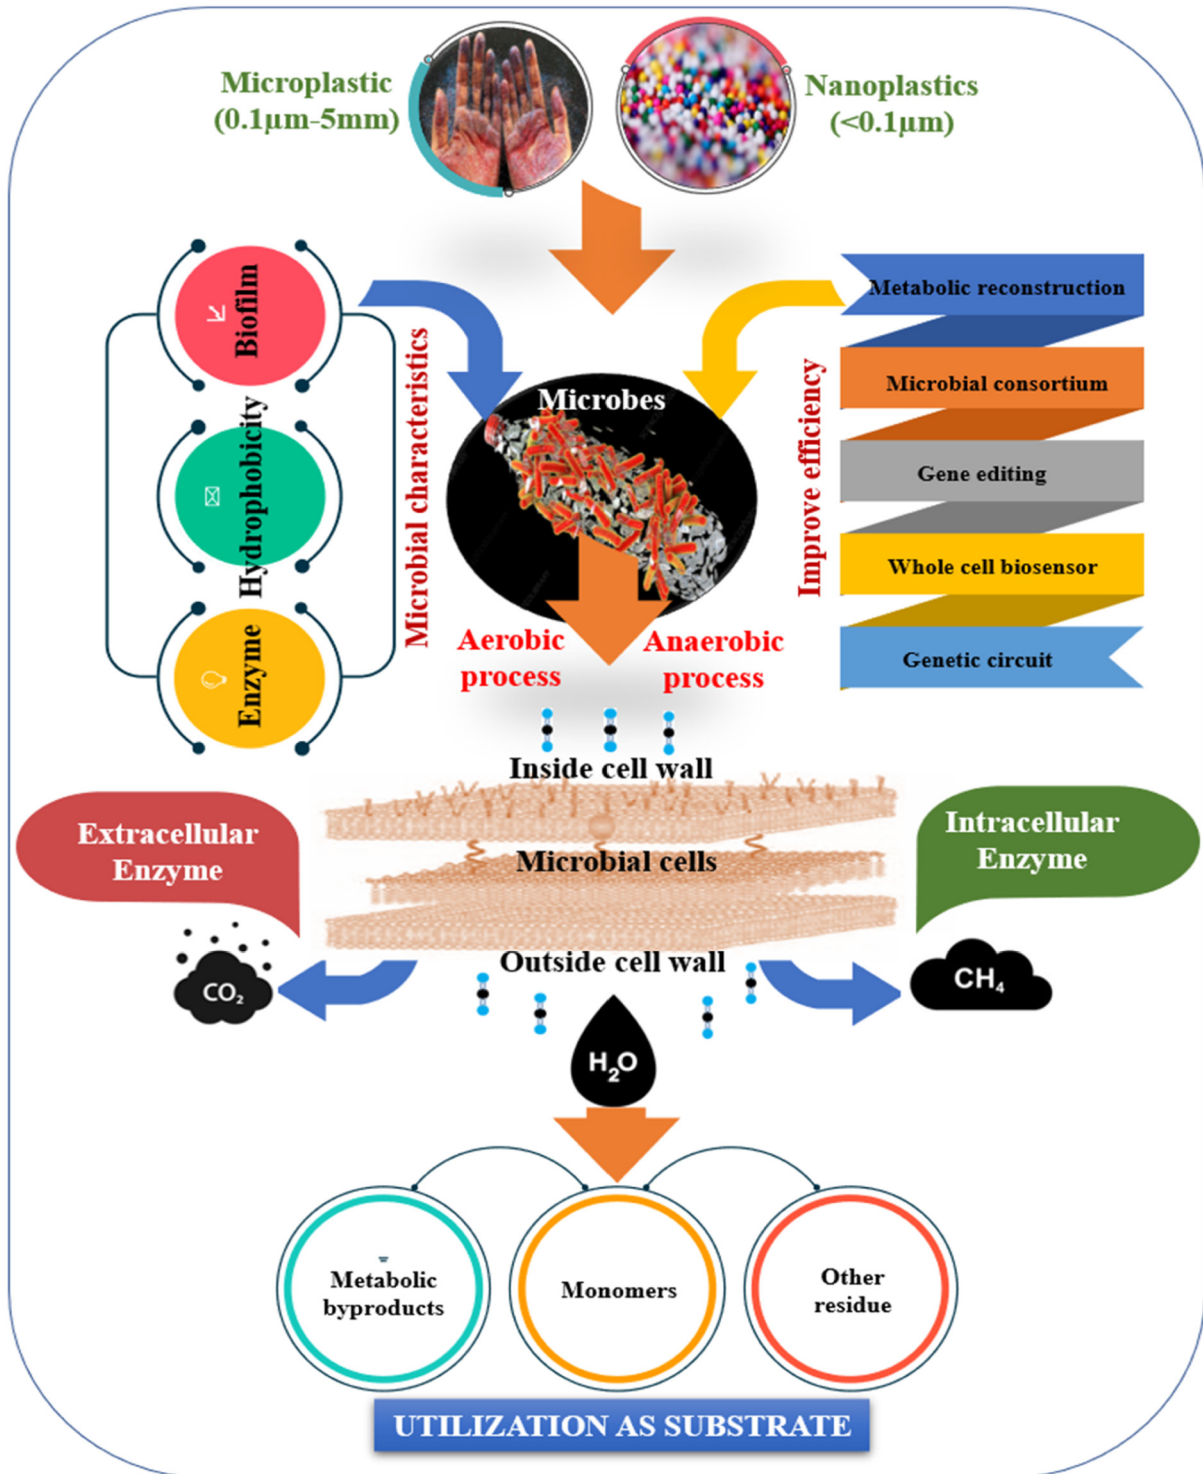 Microplastic
(0.1µm-5mm)
Nanoplastics
(<0.1µm)
Biofilm
Hydrophobicity
Enzyme
Microbial characteristics
Microbes
Improve efficiency
Metabolic reconstruction
Microbial consortium
Gene editing
Whole cell biosensor
Genetic circuit
Aerobic
process
Anaerobic
process
Inside cell wall
Extracellular
Enzyme
Microbial cells
Intracellular
Enzyme
Outside cell wall
CO₂
CH₄
H₂O
Metabolic
byproducts
Monomers
Other
residue
UTILIZATION AS SUBSTRATE